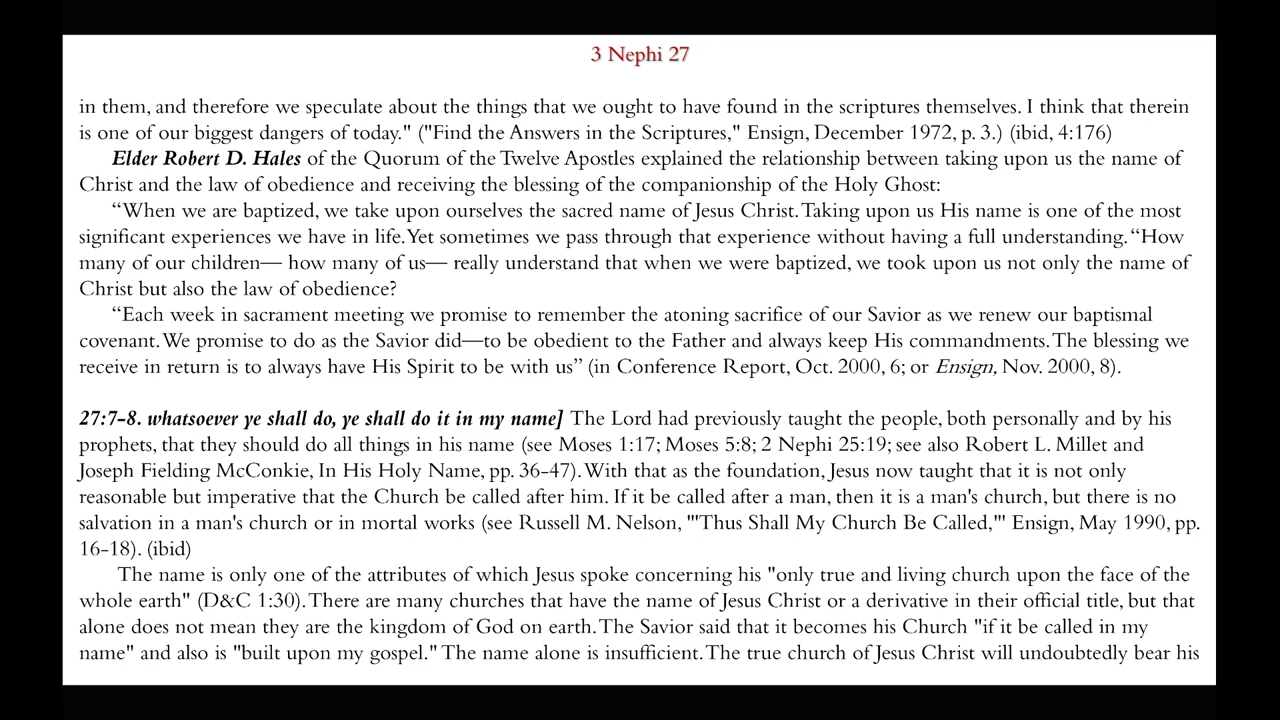 3 Nephi 27
in them, and therefore we speculate about the things that we ought to have found in the scriptures themselves. I think that therein
is one of our biggest dangers of today." ("Find the Answers in the Scriptures," Ensign, December 1972, p. 3.) (ibid, 4:176)
Elder Robert D. Hales of the Quorum of the Twelve Apostles explained the relationship between taking upon us the name of
Christ and the law of obedience and receiving the blessing of the companionship of the Holy Ghost:
“When we are baptized, we take upon ourselves the sacred name of Jesus Christ. Taking upon us His name is one of the most
significant experiences we have in life. Yet sometimes we pass through that experience without having a full understanding. “How
many of our children— how many of us— really understand that when we were baptized, we took upon us not only the name of
Christ but also the law of obedience?
“Each week in sacrament meeting we promise to remember the atoning sacrifice of our Savior as we renew our baptismal
covenant. We promise to do as the Savior did—to be obedient to the Father and always keep His commandments. The blessing we
receive in return is to always have His Spirit to be with us” (in Conference Report, Oct. 2000, 6; or Ensign, Nov. 2000, 8).
27:7-8. whatsoever ye shall do, ye shall do it in my name] The Lord had previously taught the people, both personally and by his
prophets, that they should do all things in his name (see Moses 1:17; Moses 5:8; 2 Nephi 25:19; see also Robert L. Millet and
Joseph Fielding McConkie, In His Holy Name, pp. 36-47). With that as the foundation, Jesus now taught that it is not only
reasonable but imperative that the Church be called after him. If it be called after a man, then it is a man's church, but there is no
salvation in a man's church or in mortal works (see Russell M. Nelson, "'Thus Shall My Church Be Called,'" Ensign, May 1990, pp.
16-18). (ibid)
The name is only one of the attributes of which Jesus spoke concerning his "only true and living church upon the face of the
whole earth" (D&C 1:30). There are many churches that have the name of Jesus Christ or a derivative in their official title, but that
alone does not mean they are the kingdom of God on earth. The Savior said that it becomes his Church "if it be called in my
name" and also is "built upon my gospel." The name alone is insufficient. The true church of Jesus Christ will undoubtedly bear his